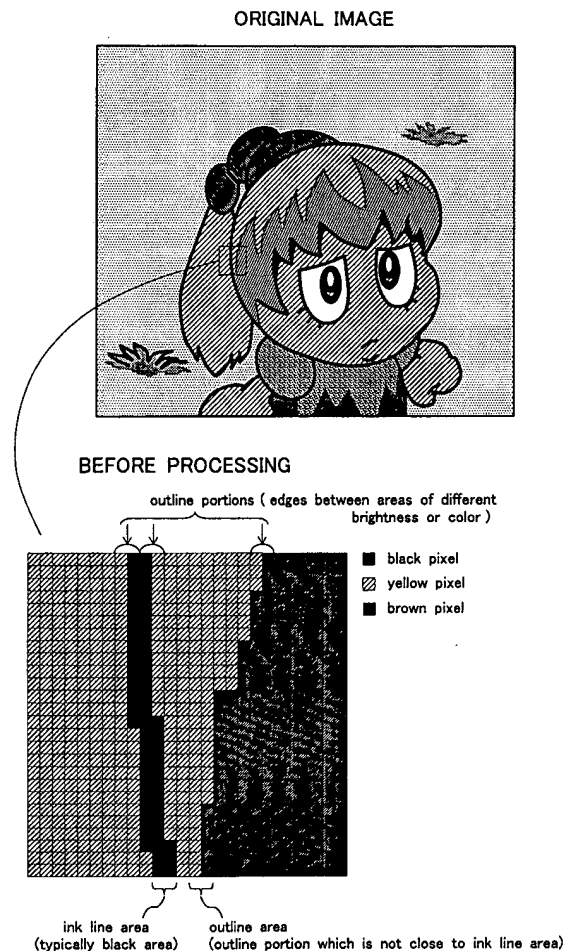 ORIGINAL IMAGE
BEFORE PROCESSING
outline portions ( edges between areas of different
brightness or color )
black pixel
yellow pixel
brown pixel
ink line area
(typically black area)
outline area
(outline portion which is not close to ink line area)